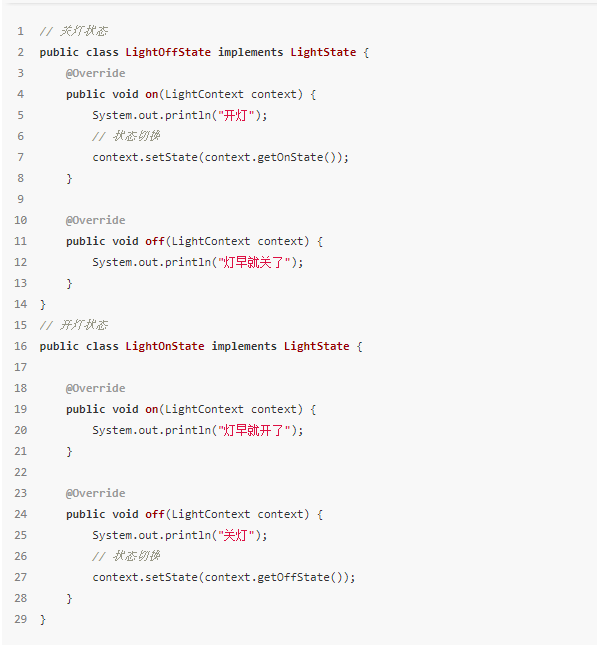 1 // 关灯状态
2 public class LightOffState implements LightState {
3     @Override
4     public void on(LightContext context) {
5         System.out.println("开灯");
6         // 状态切换
7         context.setState(context.getOnState());
8     }
9
10     @Override
11     public void off(LightContext context) {
12         System.out.println("灯早就关了");
13     }
14 }
15 // 开灯状态
16 public class LightOnState implements LightState {
17
18     @Override
19     public void on(LightContext context) {
20         System.out.println("灯早就开了");
21     }
22
23     @Override
24     public void off(LightContext context) {
25         System.out.println("关灯");
26         // 状态切换
27         context.setState(context.getOffState());
28     }
29 }